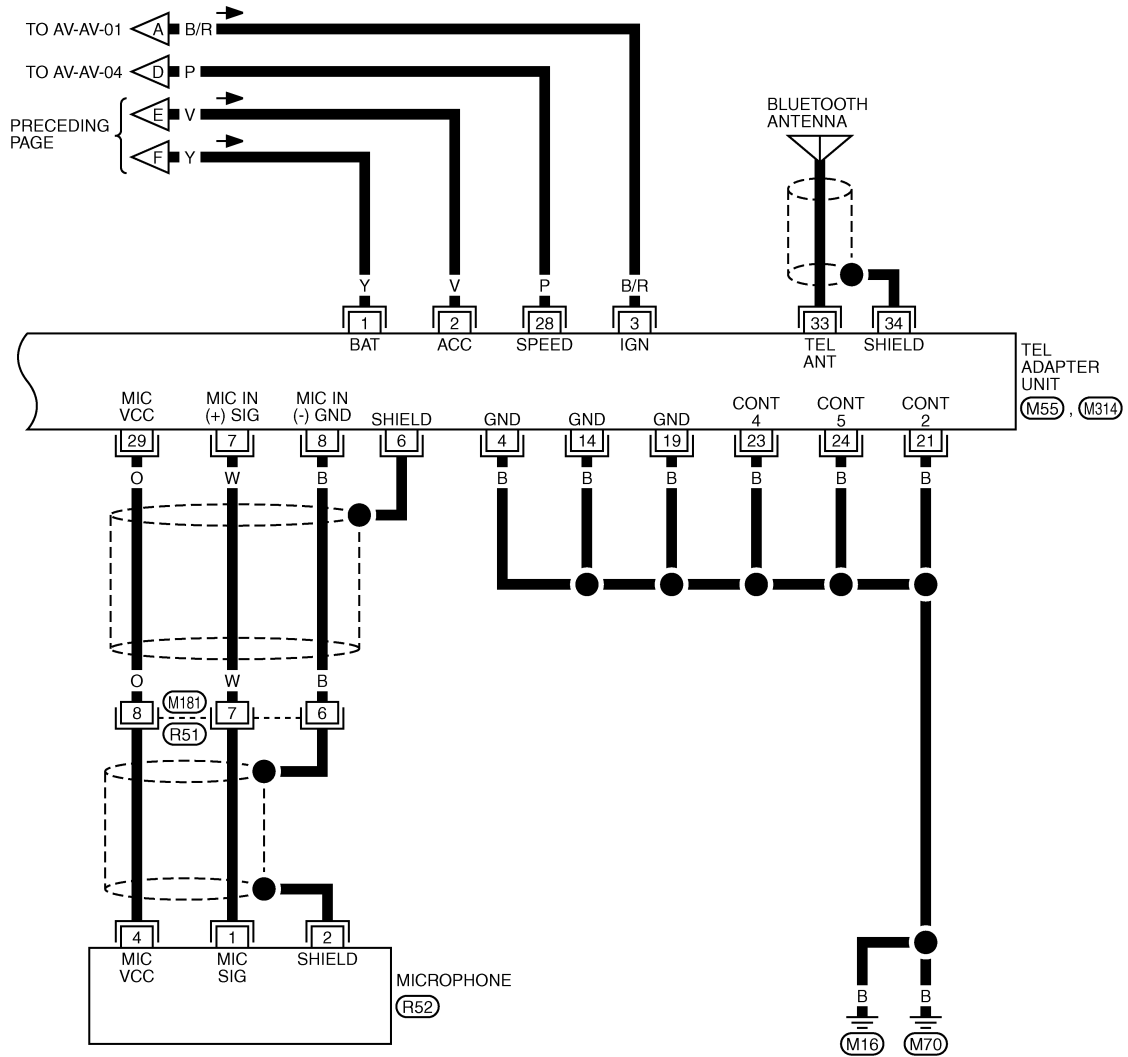 TO AV-AV-01 A B/R
TO AV-AV-04 D P
PRECEDING
PAGE
E V
F Y
BLUETOOTH
ANTENNA
Y V P B/R
1 2 28 3 33 34
BAT ACC SPEED IGN TEL
ANT SHIELD
TEL
ADAPTER
UNIT
M55 , M314
MIC
VCC
MIC IN
(+) SIG
MIC IN
(-) GND
SHIELD GND GND GND
CONT
4
CONT
5
CONT
2
29 7 8 6 4 14 19 23 24 21
O W B B B B B B B
O W B
M181
8 7 6
R51
4 1 2
MIC
VCC
MIC
SIG
SHIELD
MICROPHONE
R52
B B
M16 M70